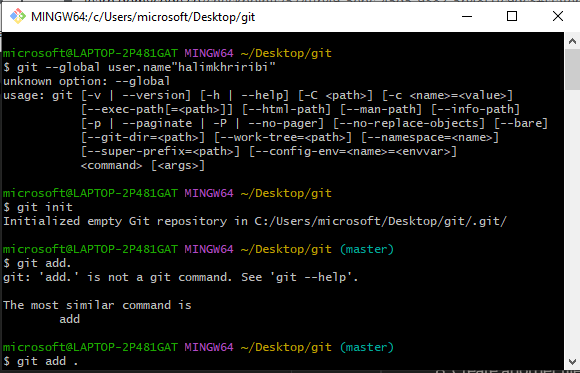 MINGW64:/c/Users/microsoft/Desktop/git
microsoft@LAPTOP-2P481GAT MINGW64 ~/Desktop/git
$ git --global user.name"halimkhriribi"
unknown option: --global
usage: git [-v | --version] [-h | --help] [-C <path>] [-c <name>=<value>]
           [--exec-path[=<path>]] [--html-path] [--man-path] [--info-path]
           [-p | --paginate | -P | --no-pager] [--no-replace-objects] [--bare]
           [--git-dir=<path>] [--work-tree=<path>] [--namespace=<name>]
           [--super-prefix=<path>] [--config-env=<name>=<envvar>]
           <command> [<args>]
microsoft@LAPTOP-2P481GAT MINGW64 ~/Desktop/git
$ git init
Initialized empty Git repository in C:/Users/microsoft/Desktop/git/.git/
microsoft@LAPTOP-2P481GAT MINGW64 ~/Desktop/git (master)
$ git add.
git: 'add.' is not a git command. See 'git --help'.
The most similar command is
        add
microsoft@LAPTOP-2P481GAT MINGW64 ~/Desktop/git (master)
$ git add .